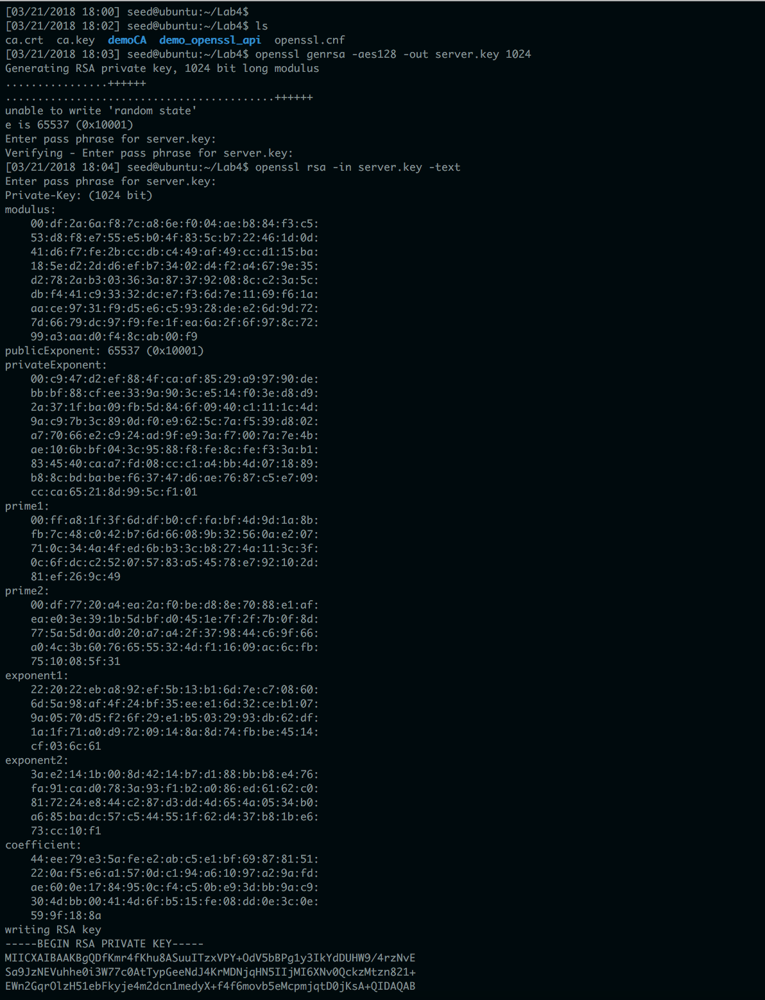 [03/21/2018 18:00] seed@ubuntu:~/Lab4$
[03/21/2018 18:02] seed@ubuntu:~/Lab4$ ls
ca.crt  ca.key  demoCA  demo_openssl_api  openssl.cnf
[03/21/2018 18:03] seed@ubuntu:~/Lab4$ openssl genrsa -aes128 -out server.key 1024
Generating RSA private key, 1024 bit long modulus
................++++++
..........................................++++++
unable to write 'random state'
e is 65537 (0x10001)
Enter pass phrase for server.key:
Verifying - Enter pass phrase for server.key:
[03/21/2018 18:04] seed@ubuntu:~/Lab4$ openssl rsa -in server.key -text
Enter pass phrase for server.key:
Private-Key: (1024 bit)
modulus:
    00:df:2a:6a:f8:7c:a8:6e:f0:04:ae:b8:84:f3:c5:
    53:d8:f8:e7:55:e5:b0:4f:83:5c:b7:22:46:1d:0d:
    41:d6:f7:fe:2b:cc:db:c4:49:af:49:cc:d1:15:ba:
    18:5e:d2:2d:d6:ef:b7:34:02:d4:f2:a4:67:9e:35:
    d2:78:2a:b3:03:36:3a:87:37:92:08:8c:c2:3a:5c:
    db:f4:41:c9:33:32:dc:e7:f3:6d:7e:11:69:f6:1a:
    aa:ce:97:31:f9:d5:e6:c5:93:28:de:e2:6d:9d:72:
    7d:66:79:dc:97:f9:fe:1f:ea:6a:2f:6f:97:8c:72:
    99:a3:aa:d0:f4:8c:ab:00:f9
publicExponent: 65537 (0x10001)
privateExponent:
    00:c9:47:d2:ef:88:4f:ca:af:85:29:a9:97:90:de:
    bb:bf:88:cf:ee:33:9a:90:3c:e5:14:f0:3e:d8:d9:
    2a:37:1f:ba:09:fb:5d:84:6f:09:40:c1:11:1c:4d:
    9a:c9:7b:3c:89:0d:f0:e9:62:5c:7a:f5:39:d8:02:
    a7:70:66:e2:c9:24:ad:9f:e9:3a:f7:00:7a:7e:4b:
    ae:10:6b:bf:04:3c:95:88:f8:fe:8c:fe:f3:3a:b1:
    83:45:40:ca:a7:fd:08:cc:c1:a4:bb:4d:07:18:89:
    b8:8c:bd:ba:be:f6:37:47:d6:ae:76:87:c5:e7:09:
    cc:ca:65:21:8d:99:5c:f1:01
prime1:
    00:ff:a8:1f:3f:6d:df:b0:cf:fa:bf:4d:9d:1a:8b:
    fb:7c:48:c0:42:b7:6d:66:08:9b:32:56:0a:e2:07:
    71:0c:34:4a:4f:ed:6b:b3:3c:b8:27:4a:11:3c:3f:
    0c:6f:dc:c2:52:07:57:83:a5:45:78:e7:92:10:2d:
    81:ef:26:9c:49
prime2:
    00:df:77:20:a4:ea:2a:f0:be:d8:8e:70:88:e1:af:
    ea:e0:3e:39:1b:5d:bf:d0:45:1e:7f:2f:7b:0f:8d:
    77:5a:5d:0a:d0:20:a7:a4:2f:37:98:44:c6:9f:66:
    a0:4c:3b:60:76:65:55:32:4d:f1:16:09:ac:6c:fb:
    75:10:08:5f:31
exponent1:
    22:20:22:eb:a8:92:ef:5b:13:b1:6d:7e:c7:08:60:
    6d:5a:98:af:4f:24:bf:35:ee:e1:6d:32:ce:b1:07:
    9a:05:70:d5:f2:6f:29:e1:b5:03:29:93:db:62:df:
    1a:1f:71:a0:d9:72:09:14:8a:8d:74:fb:be:45:14:
    cf:03:6c:61
exponent2:
    3a:e2:14:1b:00:8d:42:14:b7:d1:88:bb:b8:e4:76:
    fa:91:ca:d0:78:3a:93:f1:b2:a0:86:ed:61:62:c0:
    81:72:24:e8:44:c2:87:d3:dd:4d:65:4a:05:34:b0:
    a6:85:ba:dc:57:c5:44:55:1f:62:d4:37:b8:1b:e6:
    73:cc:10:f1
coefficient:
    44:ee:79:e3:5a:fe:e2:ab:c5:e1:bf:69:87:81:51:
    22:0a:f5:e6:a1:57:0d:c1:94:a6:10:97:a2:9a:fd:
    ae:60:0e:17:84:95:0c:f4:c5:0b:e9:3d:bb:9a:c9:
    30:4d:bb:00:41:4d:6f:b5:15:fe:08:dd:0e:3c:0e:
    59:9f:18:8a
writing RSA key
-----BEGIN RSA PRIVATE KEY-----
MIICXAIBAAKBgQDfKmr4fKhu8ASuuITzxVPY+OdV5bBPg1y3IkYdDUHW9/4rzNvE
Sa9JzNEVuhhe0i3W77c0AtTypGeeNdJ4KrMDNjqHN5IIjMI6XNv0QckzMtzn821+
EWn2GqrOlzH51ebFkyje4m2dcn1medyX+f4f6movb5eMcpmjqtD0jKsA+QIDAQAB